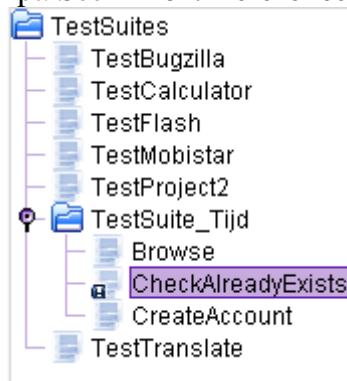 TestSuites
TestBugzilla
TestCalculator
TestFlash
TestMobistar
TestProject2
TestSuite_Tijd
Browse
CheckAlreadyExists
CreateAccount
TestTranslate